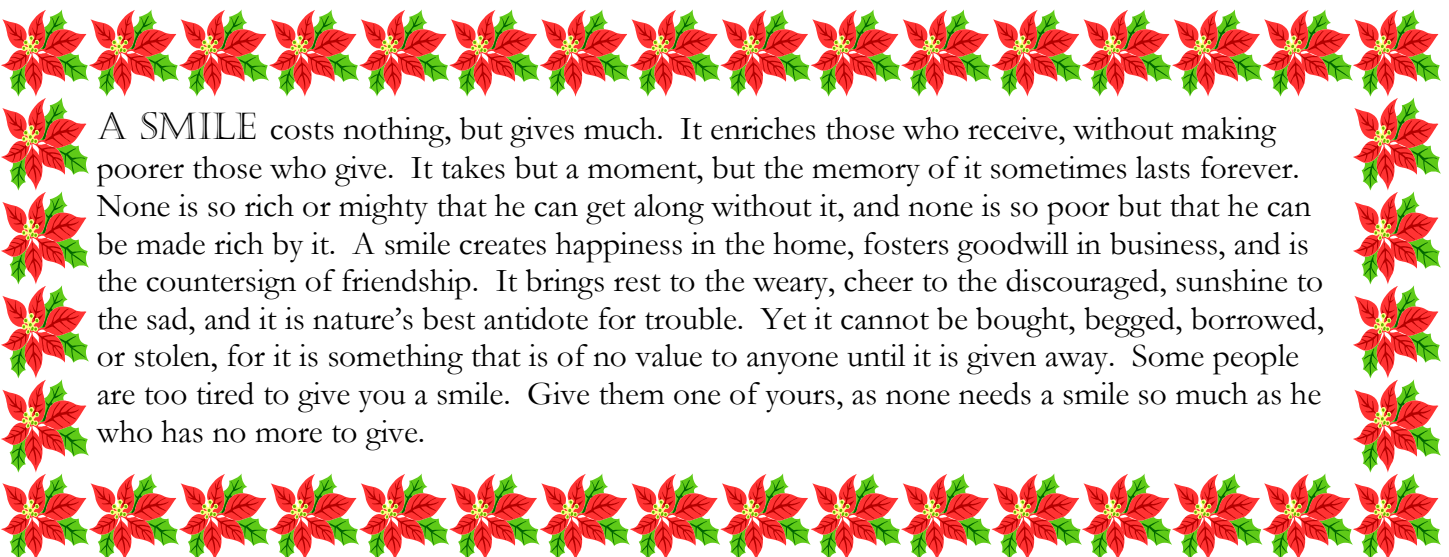 A SMILE costs nothing, but gives much.  It enriches those who receive, without making
poorer those who give.  It takes but a moment, but the memory of it sometimes lasts forever.
None is so rich or mighty that he can get along without it, and none is so poor but that he can
be made rich by it.  A smile creates happiness in the home, fosters goodwill in business, and is
the countersign of friendship.  It brings rest to the weary, cheer to the discouraged, sunshine to
the sad, and it is nature’s best antidote for trouble.  Yet it cannot be bought, begged, borrowed,
or stolen, for it is something that is of no value to anyone until it is given away.  Some people
are too tired to give you a smile.  Give them one of yours, as none needs a smile so much as he
who has no more to give.